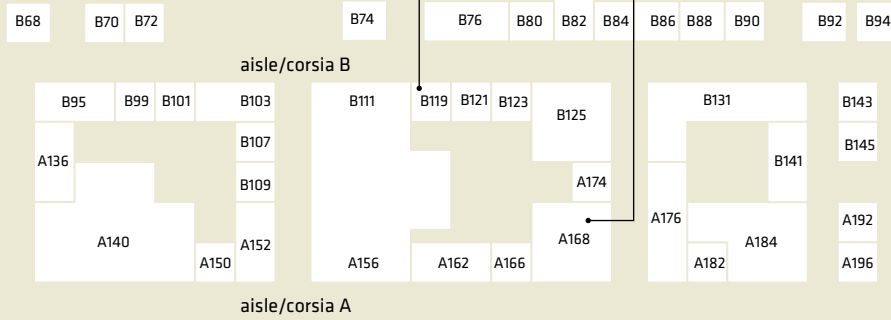 B68 B70 B72 B74 B76 B80 B82 B84 B86 B88 B90 B92 B94
aisle/corsia B
B95 B99 B101 B103 B111 B119 B121 B123 B125 B131 B143
B107 B145
A136 B141
B109 A174
A176 A192
A140 A152 A168 A184
A150 A156 A162 A166 A182 A196
aisle/corsia A